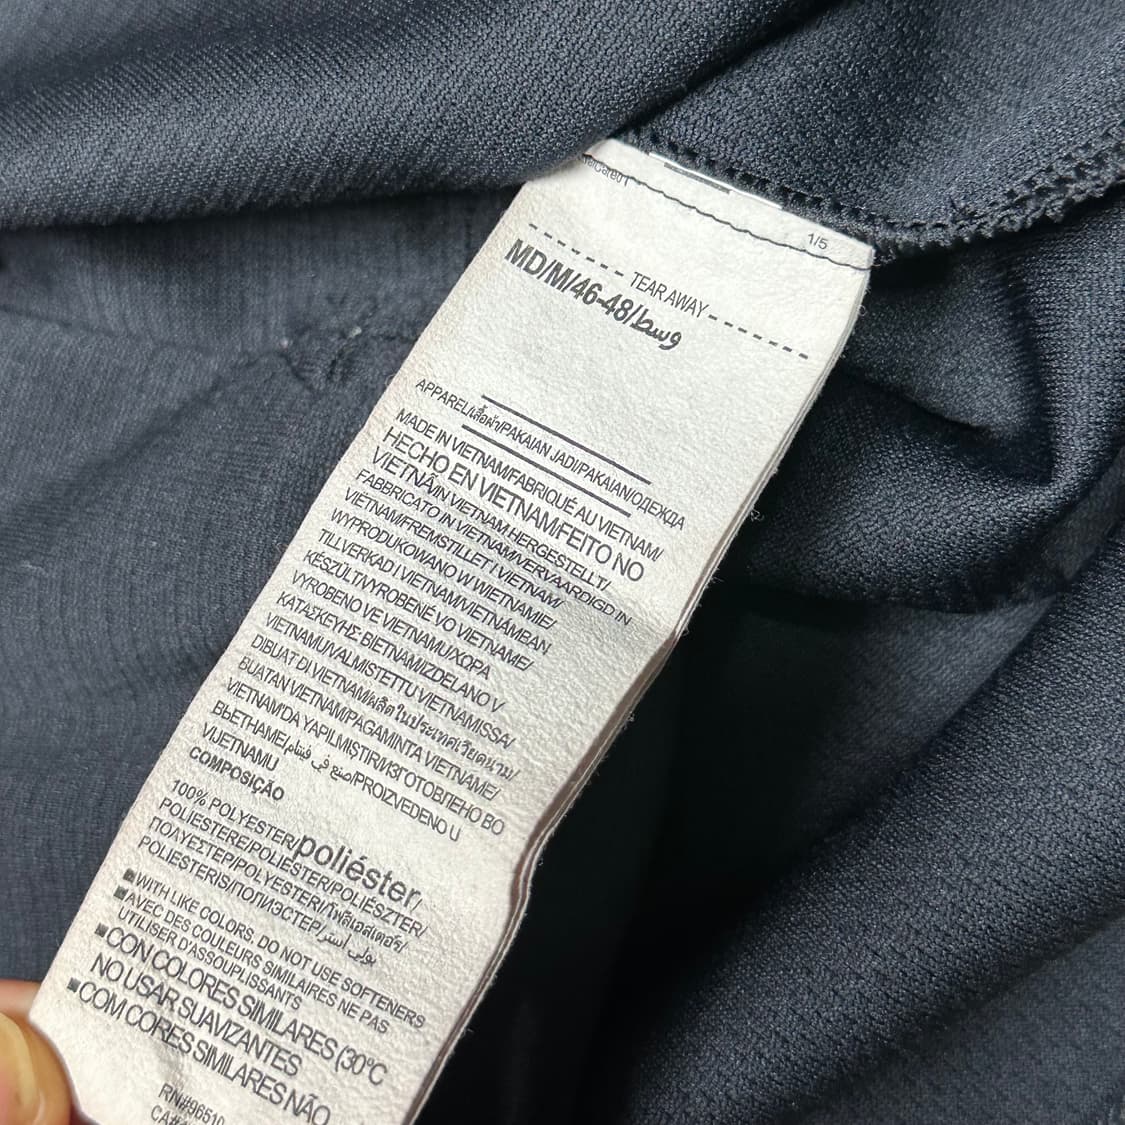 1/5
TEAR AWAY
MD/M/46-48/وسط
APPAREL/เสื้อผ้า/PAKAIAN JADI/PAKAIAN/ОДЕЖДА
MADE IN VIETNAM/FABRIQUÉ AU VIETNAM/
HECHO EN VIETNAM/FEITO NO
VIETNÃ/IN VIETNAM HERGESTELLT/
FABBRICATO IN VIETNAM/VERVAARDIGD IN
VIETNAM/FREMSTILLET I VIETNAM/
WYPRODUKOWANO W WIETNAMIE/
TILLVERKAD I VIETNAM/VIETNÁMBAN
KÉSZÜLT/VYROBENÉ VO VIETNAME/
VYROBENO VE VIETNAMU/ΧΩΡΑ
ΚΑΤΑΣΚΕΥΗΣ ΒΙΕΤΝΑΜ/IZDELANO V
VIETNAMU/VALMISTETTU VIETNAMISSA/
DIBUAT DI VIETNAM/ผลิตในประเทศเวียดนาม/
BUATAN VIETNAM/PAGAMINTA VIETNAME/
VIETNAM'DA YAPILMIŞTIR/ИЗГОТОВЛЕНО ВО
ВЬЕТНАМЕ/صنع في فيتنام/PROIZVEDENO U
VIJETNAMU
COMPOSIÇÃO
100% POLYESTER/poliéster/
POLIESTERE/POLIESTER/POLIÉSZTER/
ΠΟΛΥΕΣΤΕΡ/POLYESTERI/โพลีเอสเตอร์/
POLIESTERIS/ПОЛИЭСТЕР/بولي استر
WITH LIKE COLORS. DO NOT USE SOFTENERS
AVEC DES COULEURS SIMILAIRES NE PAS
UTILISER D'ASSOUPLISSANTS
CON COLORES SIMILARES (30°C
NO USAR SUAVIZANTES
COM CORES SIMILARES NÃO
RN#96510
CA#